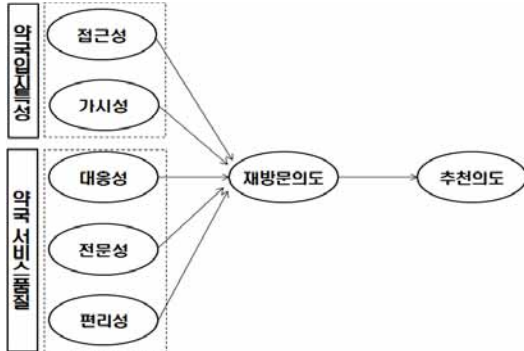 약국입지특성
접근성
가시성
약국 서비스품질
대응성
전문성
편리성
재방문의도
추천의도